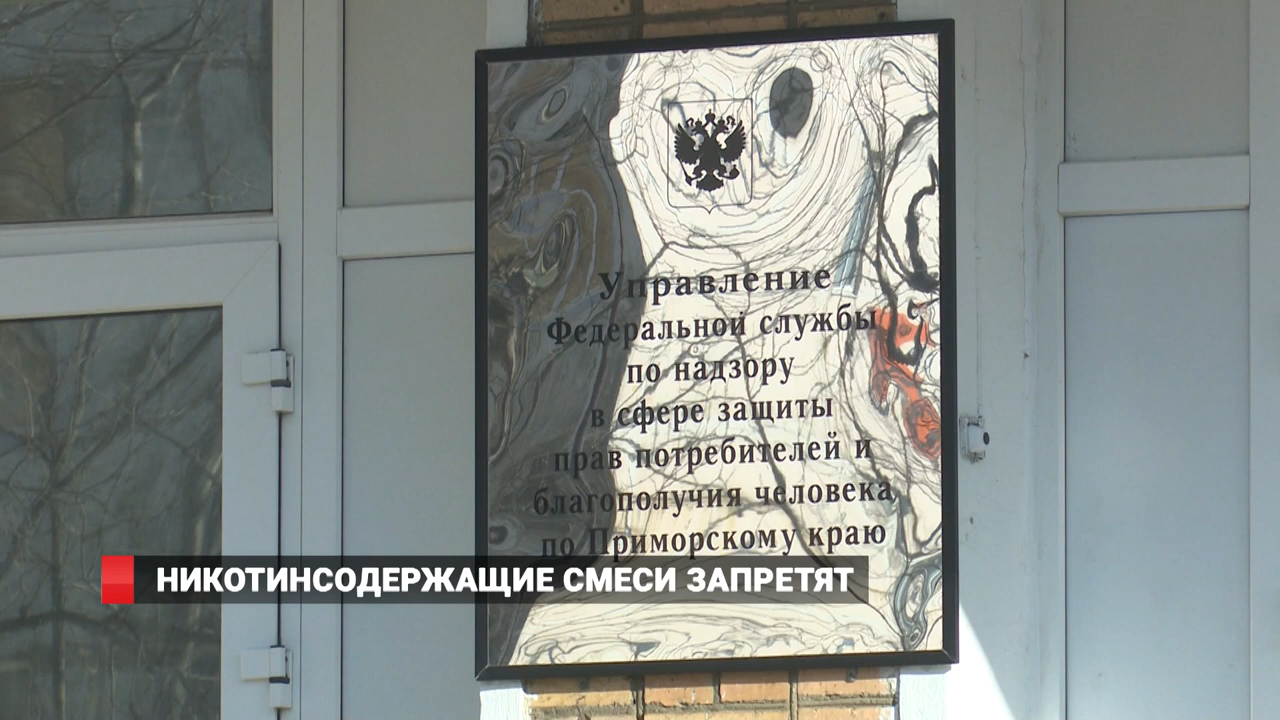 Управление
Федеральной службы
по надзору
в сфере защиты
прав потребителей и
благополучия человека
по Приморскому краю
НИКОТИНСОДЕРЖАЩИЕ СМЕСИ ЗАПРЕТЯТ